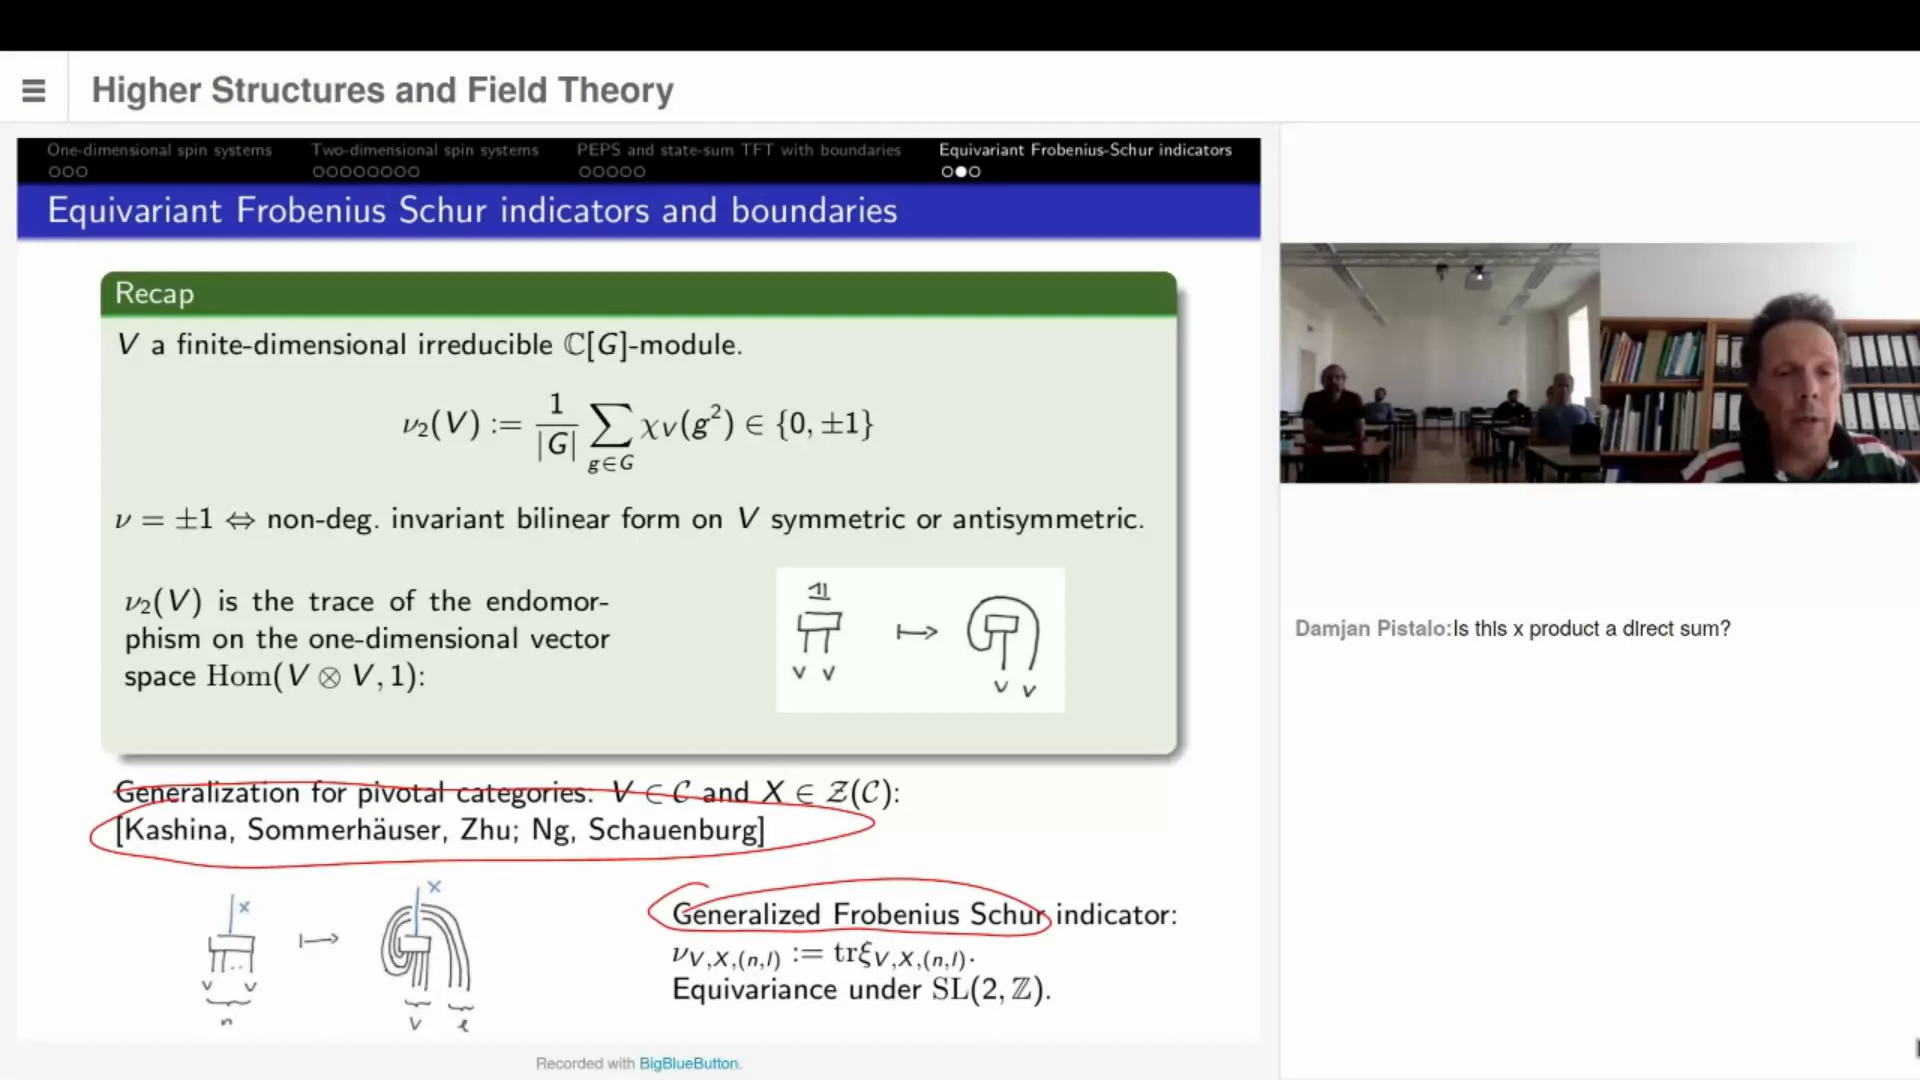 Higher Structures and Field Theory
One-dimensional spin systems
Two-dimensional spin systems
PEPS and state-sum TFT with boundaries
Equivariant Frobenius-Schur indicators
Equivariant Frobenius Schur indicators and boundaries
Recap
V a finite-dimensional irreducible ℂ[G]-module.
ν₂(V) := 1/|G| ∑_{g∈G} χ_V(g²) ∈ {0, ±1}
ν = ±1 ⇔ non-deg. invariant bilinear form on V symmetric or antisymmetric.
ν₂(V) is the trace of the endomor-
phism on the one-dimensional vector
space Hom(V ⊗ V, 1):
𝟙
↦
v v
v v
Generalization for pivotal categories: V ∈ 𝒞 and X ∈ 𝒵(𝒞):
[Kashina, Sommerhäuser, Zhu; Ng, Schauenburg]
x
x
↦
v v
n
v
ℓ
Generalized Frobenius Schur indicator:
ν_{V,X,(n,l)} := trξ_{V,X,(n,l)}.
Equivariance under SL(2, ℤ).
Damjan Pistalo:Is this x product a direct sum?
Recorded with BigBlueButton.